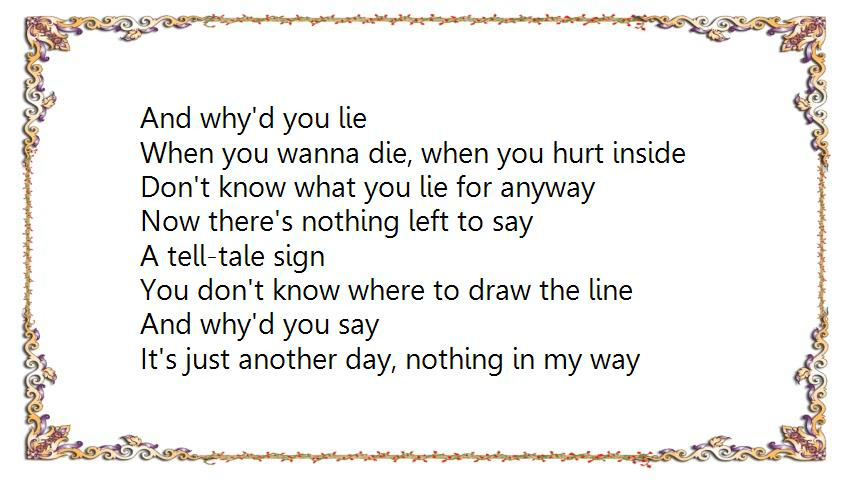 And why'd you lie
When you wanna die, when you hurt inside
Don't know what you lie for anyway
Now there's nothing left to say
A tell-tale sign
You don't know where to draw the line
And why'd you say
It's just another day, nothing in my way